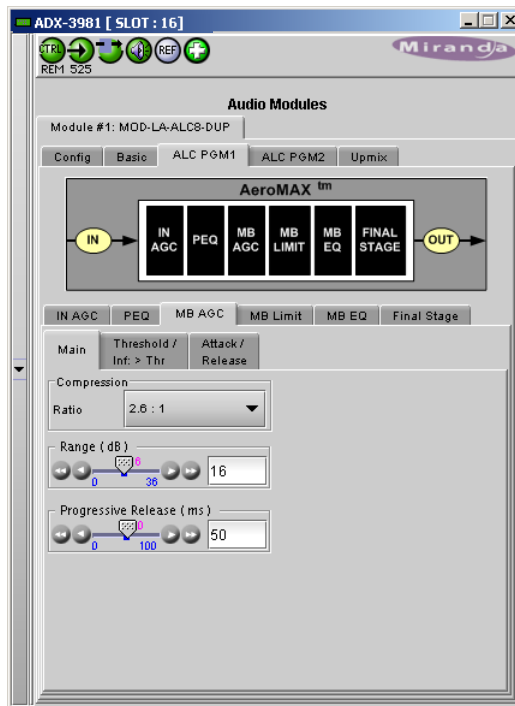 ADX-3981 [ SLOT : 16]
CTRL REF
REM 525
Miranda
Audio Modules
Module #1: MOD-LA-ALC8-DUP
Config Basic ALC PGM1 ALC PGM2 Upmix
AeroMAX tm
IN IN AGC PEQ MB AGC MB LIMIT MB EQ FINAL STAGE OUT
IN AGC PEQ MB AGC MB Limit MB EQ Final Stage
Main Threshold / Inf: > Thr Attack / Release
Compression
Ratio 2.6 : 1
Range ( dB )
6
16
0 36
Progressive Release ( ms )
0
50
0 100